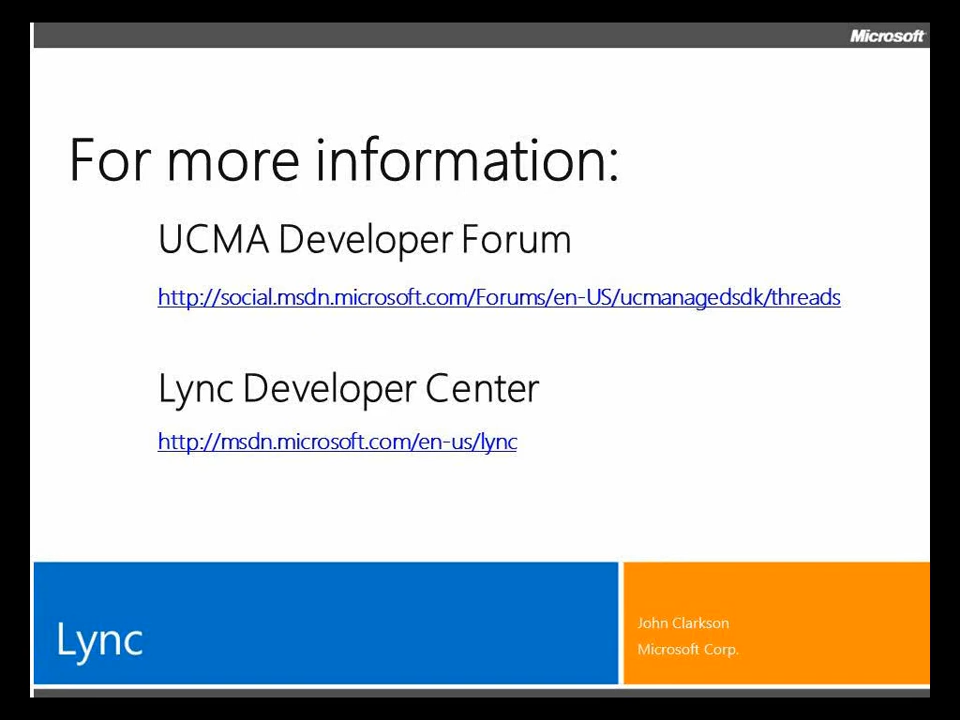 Microsoft
For more information:
UCMA Developer Forum
http://social.msdn.microsoft.com/Forums/en-US/ucmanagedsdk/threads
Lync Developer Center
http://msdn.microsoft.com/en-us/lync
Lync
John Clarkson
Microsoft Corp.